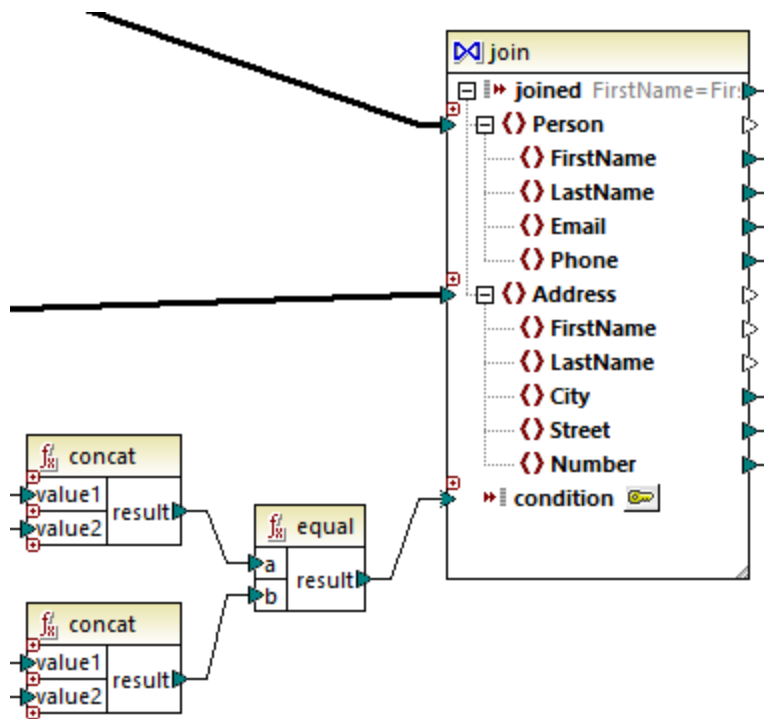 join
joined FirstName=Fir
Person
FirstName
LastName
Email
Phone
Address
FirstName
LastName
City
Street
Number
condition
concat
value1
value2
result
equal
a
b
result
concat
value1
value2
result